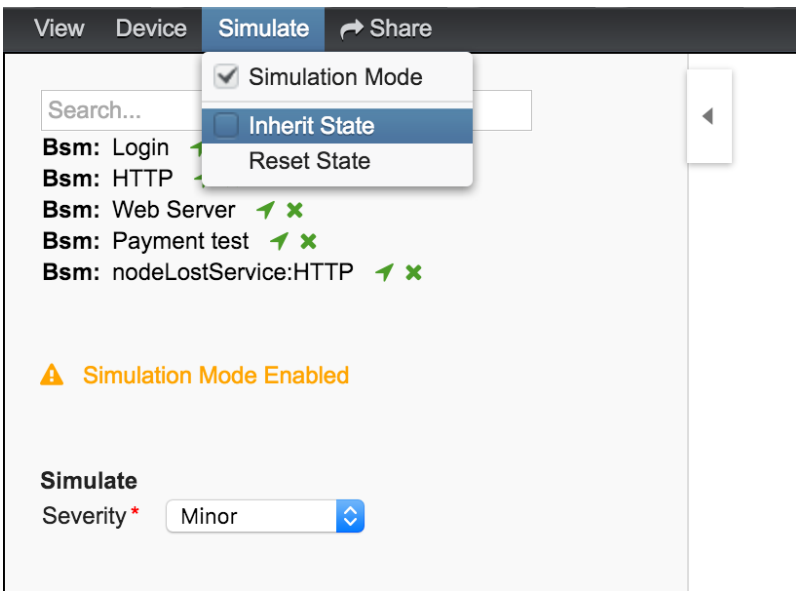 View Device Simulate Share
Simulation Mode
Search...
Inherit State
Reset State
Bsm: Login
Bsm: HTTP
Bsm: Web Server
Bsm: Payment test
Bsm: nodeLostService:HTTP
Simulation Mode Enabled
Simulate
Severity* Minor